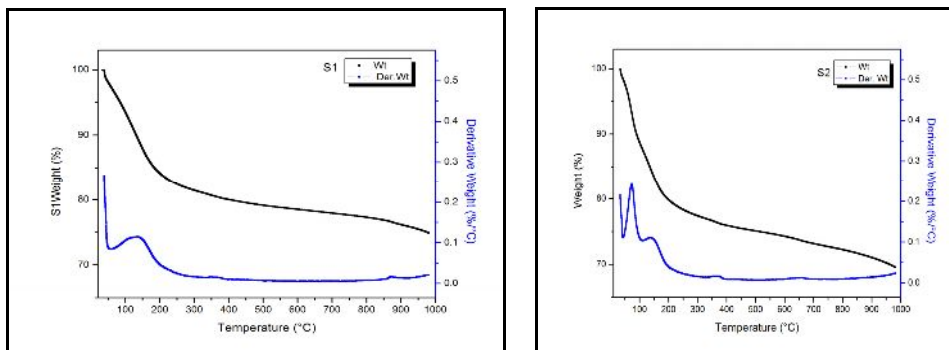 S1
Wt
Der. Wt
100
90
80
70
S1Weight (%)
0.5
0.4
0.3
0.2
0.1
0.0
Derivative Weight (%/°C)
100 200 300 400 500 600 700 800 900 1000
Temperature (°C)
S2
Wt
Der. Wt
100
90
80
70
Weight (%)
0.5
0.4
0.3
0.2
0.1
0.0
Derivative Weight (%/°C)
100 200 300 400 500 600 700 800 900 1000
Temperature (°C)